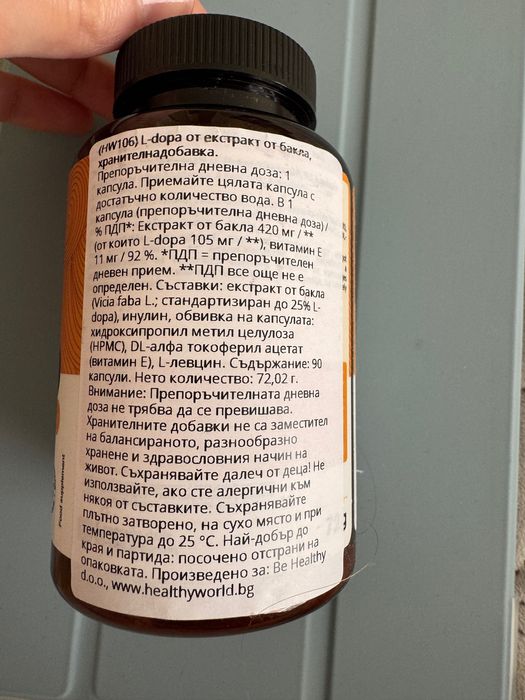 (HW106) L-dopa от екстракт от бакла,
хранителнадобавка.
Препоръчителна дневна доза: 1
капсула. Приемайте цялата капсула с
достатъчно количество вода. В 1
капсула (препоръчителна дневна доза) /
% ПДП*: Екстракт от бакла 420 мг / **
(от които L-dopa 105 мг / **), витамин Е
11 мг / 92 %. *ПДП = препоръчителен
дневен прием. **ПДП все още не е
определен. Съставки: екстракт от бакла
(Vicia faba L.; стандартизиран до 25% L-
dopa), инулин, обвивка на капсулата:
хидроксипропил метил целулоза
(HPMC), DL-алфа токоферил ацетат
(витамин Е), L-левцин. Съдържание: 90
капсули. Нето количество: 72,02 г.
Внимание: Препоръчителната дневна
доза не трябва да се превишава.
Хранителните добавки не са заместител
на балансираното, разнообразно
хранене и здравословния начин на
живот. Съхранявайте далеч от деца! Не
използвайте, ако сте алергични към
някоя от съставките. Съхранявайте
плътно затворено, на сухо място и при
температура до 25 °C. Най-добър до
края и партида: посочено отстрани на
опаковката. Произведено за: Be Healthy
d.o.o., www.healthyworld.bg
Food supplement